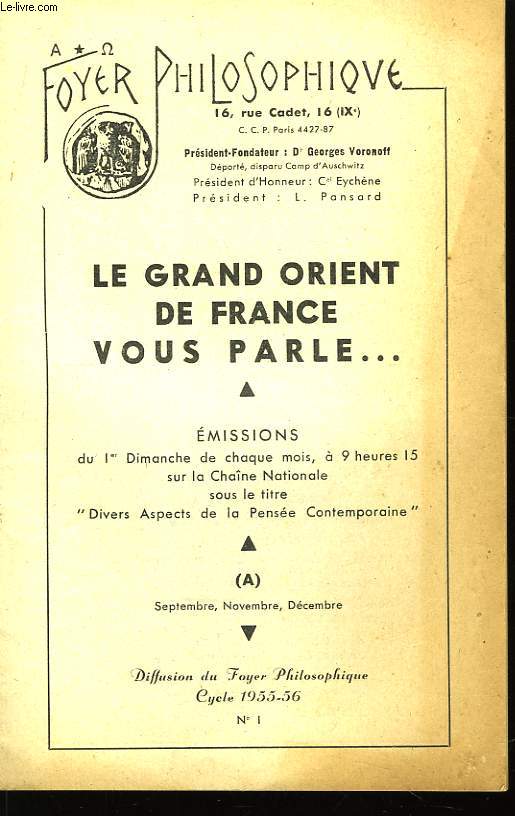 Le-livre.com
Α ★ Ω
FOYER PHILOSOPHIQVE
16, rue Cadet, 16 (IXᵉ)
C. C. P. Paris 4427-87
Président-Fondateur : Dʳ Georges Voronoff
Déporté, disparu Camp d'Auschwitz
Président d'Honneur : Cᵉˡ Eychène
Président : L. Pansard
LE GRAND ORIENT
DE FRANCE
VOUS PARLE...
▲
ÉMISSIONS
du 1ᵉʳ Dimanche de chaque mois, à 9 heures 15
sur la Chaîne Nationale
sous le titre
"Divers Aspects de la Pensée Contemporaine"
▲
(A)
Septembre, Novembre, Décembre
▼
Diffusion du Foyer Philosophique
Cycle 1955-56
Nº 1